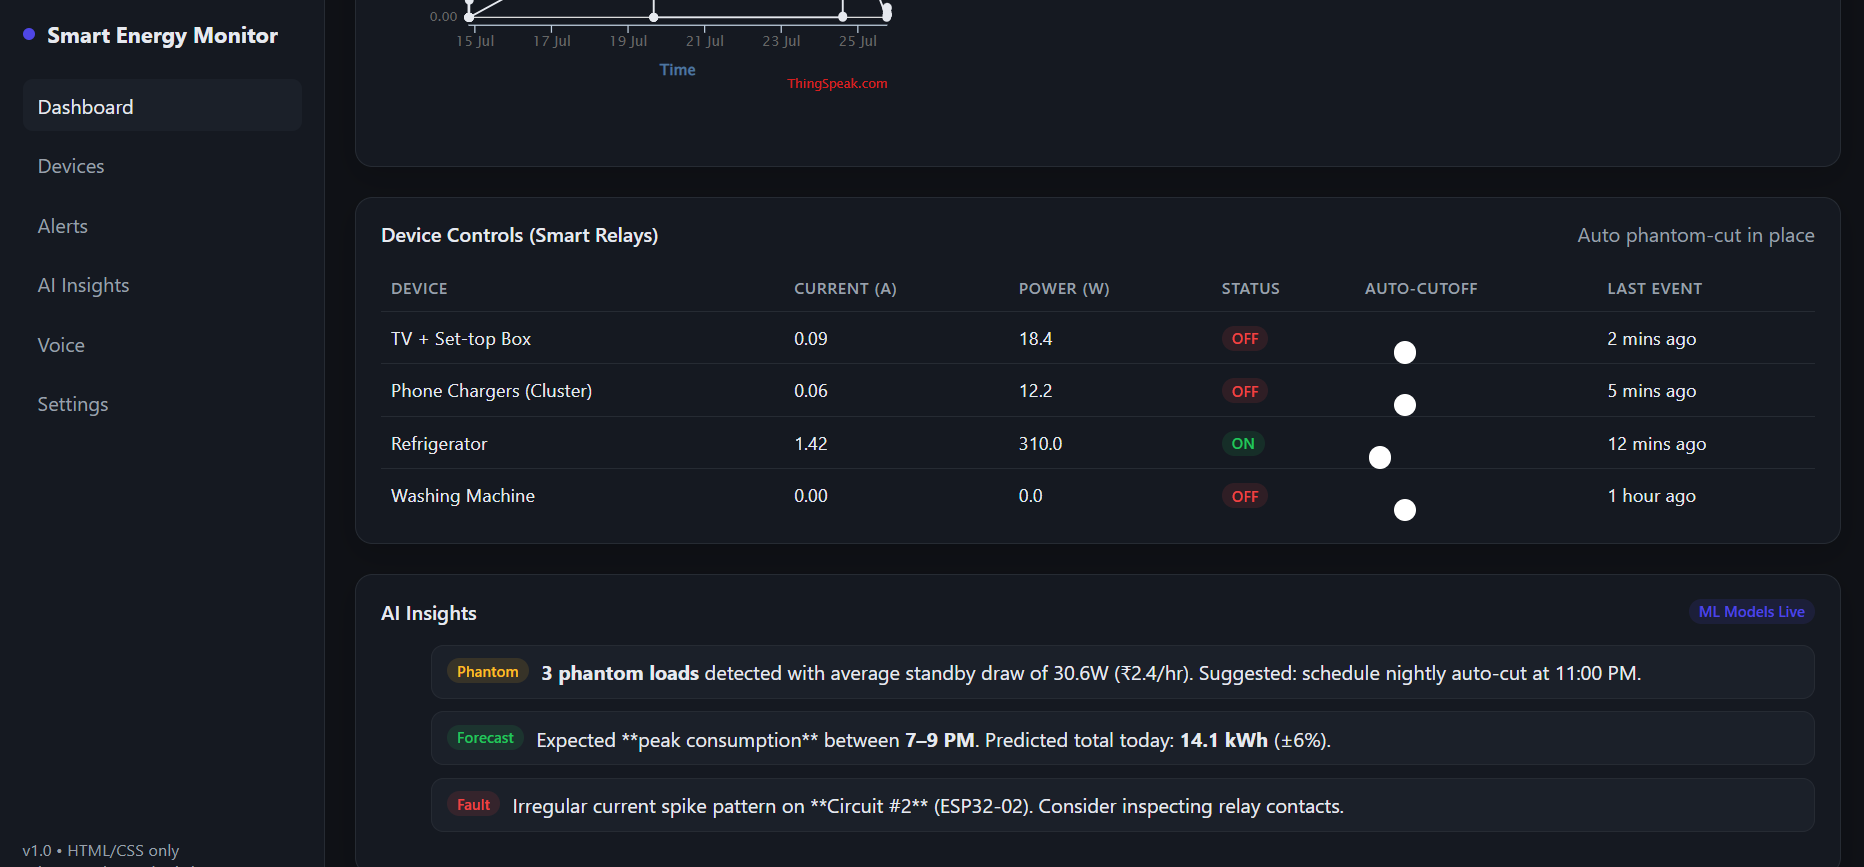 Smart Energy Monitor
Dashboard
Devices
Alerts
AI Insights
Voice
Settings
v1.0 • HTML/CSS only
0.00
15 Jul 17 Jul 19 Jul 21 Jul 23 Jul 25 Jul
Time
ThingSpeak.com
Device Controls (Smart Relays) Auto phantom-cut in place
DEVICE CURRENT (A) POWER (W) STATUS AUTO-CUTOFF LAST EVENT
TV + Set-top Box 0.09 18.4 OFF 2 mins ago
Phone Chargers (Cluster) 0.06 12.2 OFF 5 mins ago
Refrigerator 1.42 310.0 ON 12 mins ago
Washing Machine 0.00 0.0 OFF 1 hour ago
AI Insights ML Models Live
Phantom 3 phantom loads detected with average standby draw of 30.6W (₹2.4/hr). Suggested: schedule nightly auto-cut at 11:00 PM.
Forecast Expected **peak consumption** between 7–9 PM. Predicted total today: 14.1 kWh (±6%).
Fault Irregular current spike pattern on **Circuit #2** (ESP32-02). Consider inspecting relay contacts.